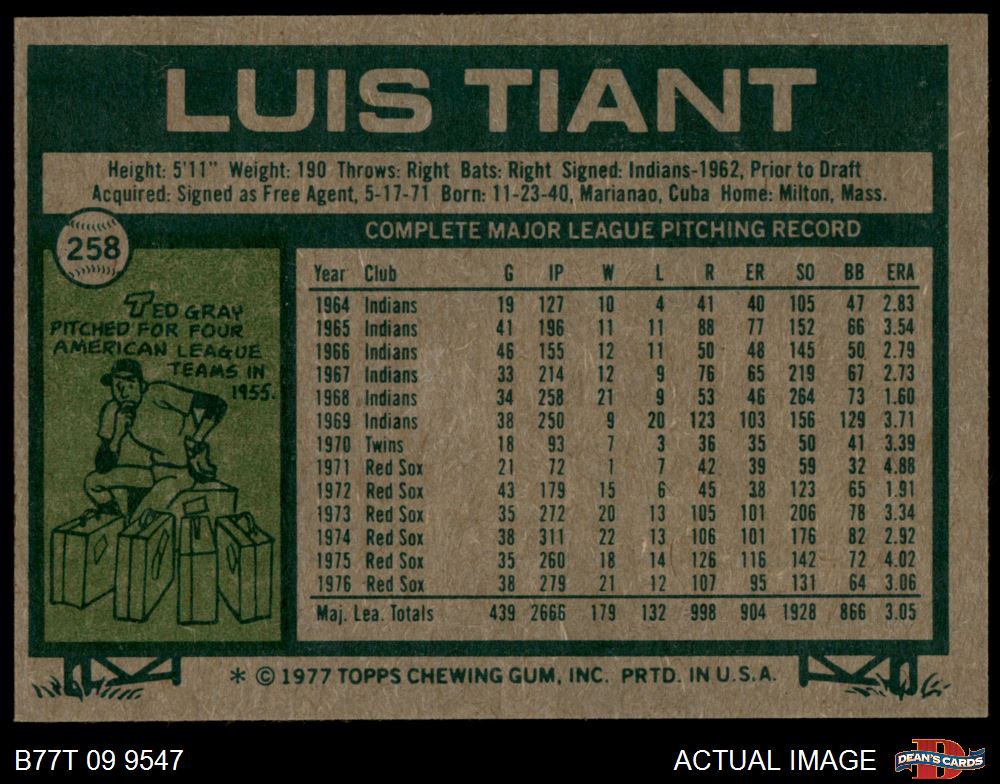 LUIS TIANT
Height: 5'11" Weight: 190 Throws: Right Bats: Right Signed: Indians-1962, Prior to Draft
Acquired: Signed as Free Agent, 5-17-71 Born: 11-23-40, Marianao, Cuba Home: Milton, Mass.
258
TED GRAY
PITCHED FOR FOUR
AMERICAN LEAGUE
TEAMS IN
1955.
COMPLETE MAJOR LEAGUE PITCHING RECORD
Year Club G IP W L R ER SO BB ERA
1964 Indians 19 127 10 4 41 40 105 47 2.83
1965 Indians 41 196 11 11 88 77 152 66 3.54
1966 Indians 46 155 12 11 50 48 145 50 2.79
1967 Indians 33 214 12 9 76 65 219 67 2.73
1968 Indians 34 258 21 9 53 46 264 73 1.60
1969 Indians 38 250 9 20 123 103 156 129 3.71
1970 Twins 18 93 7 3 36 35 50 41 3.39
1971 Red Sox 21 72 1 7 42 39 59 32 4.88
1972 Red Sox 43 179 15 6 45 38 123 65 1.91
1973 Red Sox 35 272 20 13 105 101 206 78 3.34
1974 Red Sox 38 311 22 13 106 101 176 82 2.92
1975 Red Sox 35 260 18 14 126 116 142 72 4.02
1976 Red Sox 38 279 21 12 107 95 131 64 3.06
Maj. Lea. Totals 439 2666 179 132 998 904 1928 866 3.05
* © 1977 TOPPS CHEWING GUM, INC. PRTD. IN U.S.A.
B77T 09 9547
ACTUAL IMAGE
DEAN'S CARDS